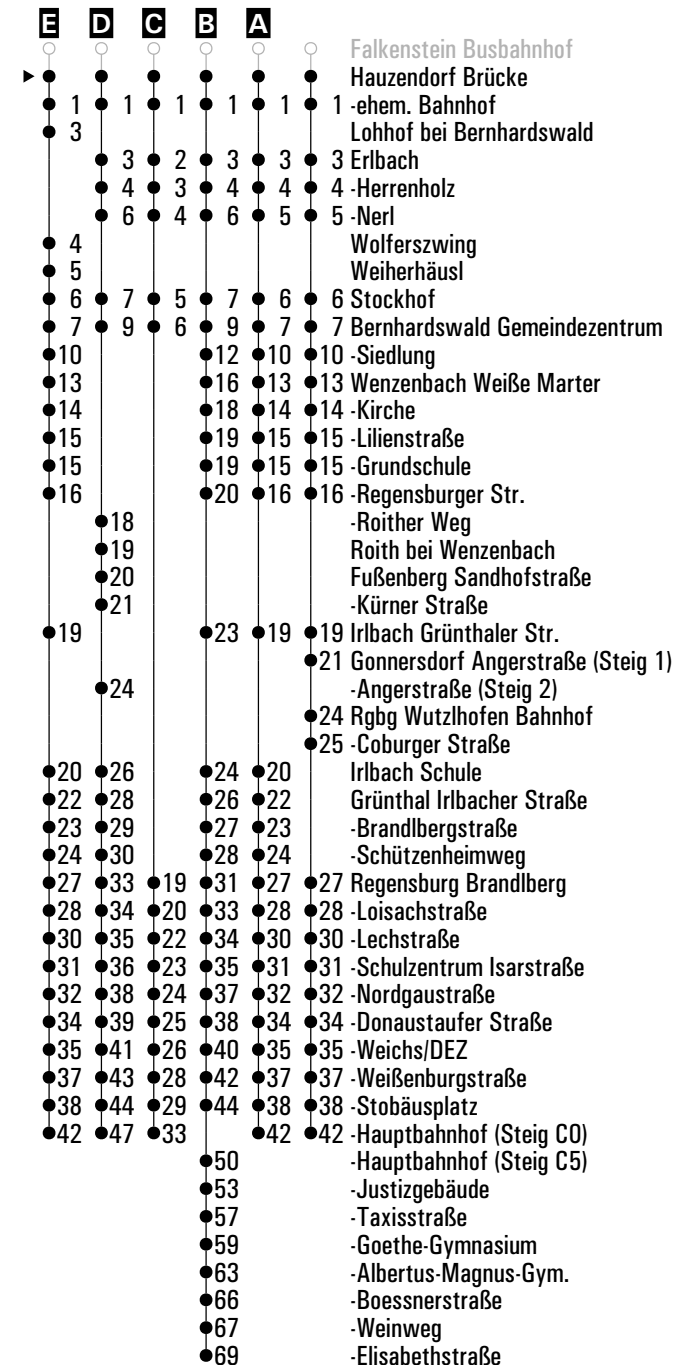 E D C B A
Falkenstein Busbahnhof
Hauzendorf Brücke
1 1 1 1 1 1 -ehem. Bahnhof
3 Lohhof bei Bernhardswald
3 2 3 3 3 Erlbach
4 3 4 4 4 -Herrenholz
6 4 6 5 5 -Nerl
4 Wolferszwing
5 Weiherhäusl
6 7 5 7 6 6 Stockhof
7 9 6 9 7 7 Bernhardswald Gemeindezentrum
10 12 10 10 -Siedlung
13 16 13 13 Wenzenbach Weiße Marter
14 18 14 14 -Kirche
15 19 15 15 -Lilienstraße
15 19 15 15 -Grundschule
16 20 16 16 -Regensburger Str.
18 -Roither Weg
19 Roith bei Wenzenbach
20 Fußenberg Sandhofstraße
21 -Kürner Straße
19 23 19 19 Irlbach Grünthaler Str.
21 Gonnersdorf Angerstraße (Steig 1)
24 -Angerstraße (Steig 2)
24 Rgbg Wutzlhofen Bahnhof
25 -Coburger Straße
20 26 24 20 Irlbach Schule
22 28 26 22 Grünthal Irlbacher Straße
23 29 27 23 -Brandlbergstraße
24 30 28 24 -Schützenheimweg
27 33 19 31 27 27 Regensburg Brandlberg
28 34 20 33 28 28 -Loisachstraße
30 35 22 34 30 30 -Lechstraße
31 36 23 35 31 31 -Schulzentrum Isarstraße
32 38 24 37 32 32 -Nordgaustraße
34 39 25 38 34 34 -Donaustaufer Straße
35 41 26 40 35 35 -Weichs/DEZ
37 43 28 42 37 37 -Weißenburgstraße
38 44 29 44 38 38 -Stobäusplatz
42 47 33 42 42 -Hauptbahnhof (Steig C0)
50 -Hauptbahnhof (Steig C5)
53 -Justizgebäude
57 -Taxisstraße
59 -Goethe-Gymnasium
63 -Albertus-Magnus-Gym.
66 -Boessnerstraße
67 -Weinweg
69 -Elisabethstraße